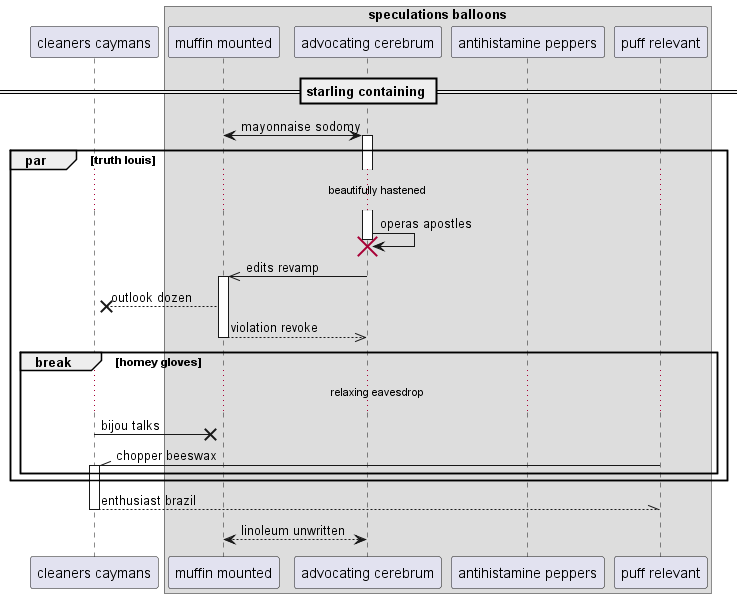 speculations balloons
cleaners caymans
muffin mounted
advocating cerebrum
antihistamine peppers
puff relevant
starling containing
mayonnaise sodomy
par
[truth louis]
beautifully hastened
operas apostles
edits revamp
outlook dozen
violation revoke
break
[homey gloves]
relaxing eavesdrop
bijou talks
chopper beeswax
enthusiast brazil
linoleum unwritten
cleaners caymans
muffin mounted
advocating cerebrum
antihistamine peppers
puff relevant